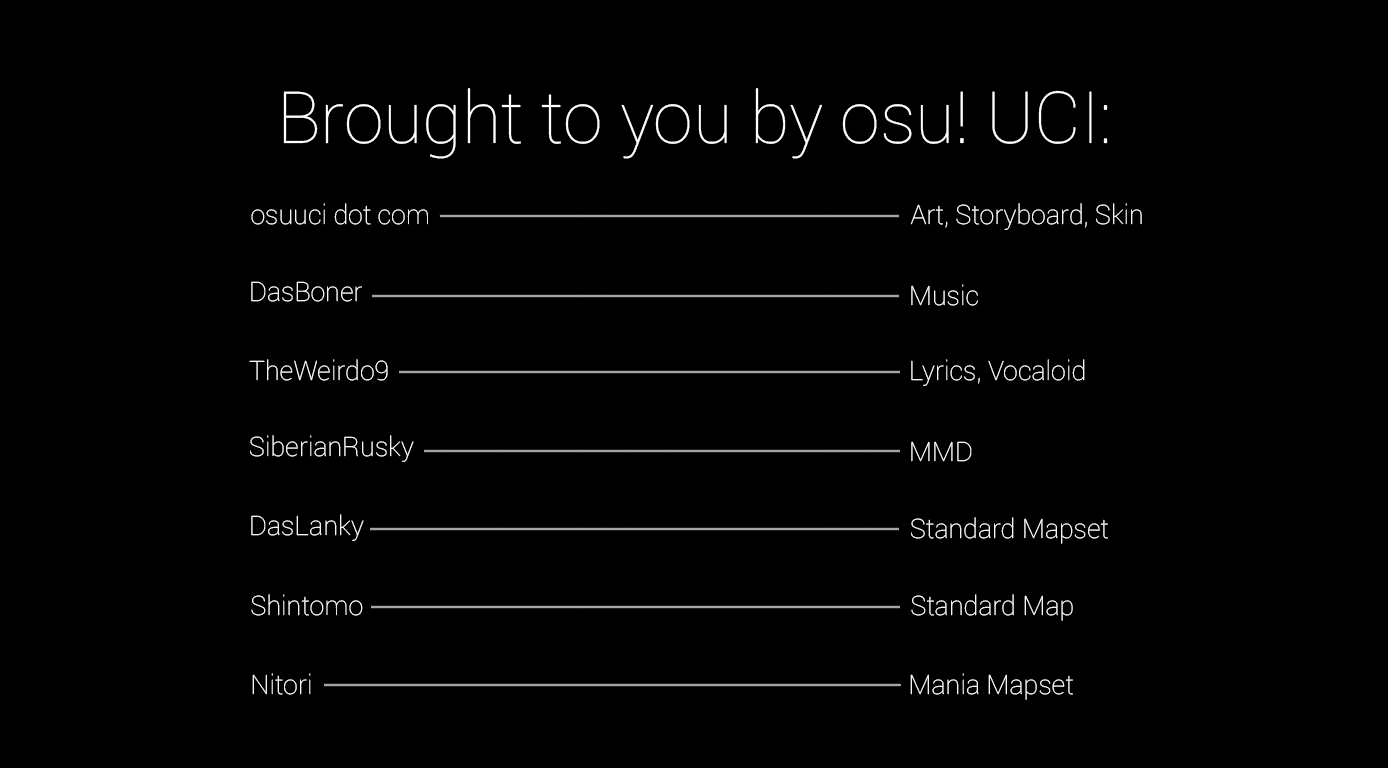 Brought to you by osu! UCI:
osuuci dot com Art, Storyboard, Skin
DasBoner Music
TheWeirdo9 Lyrics, Vocaloid
SiberianRusky MMD
DasLanky Standard Mapset
Shintomo Standard Map
Nitori Mania Mapset